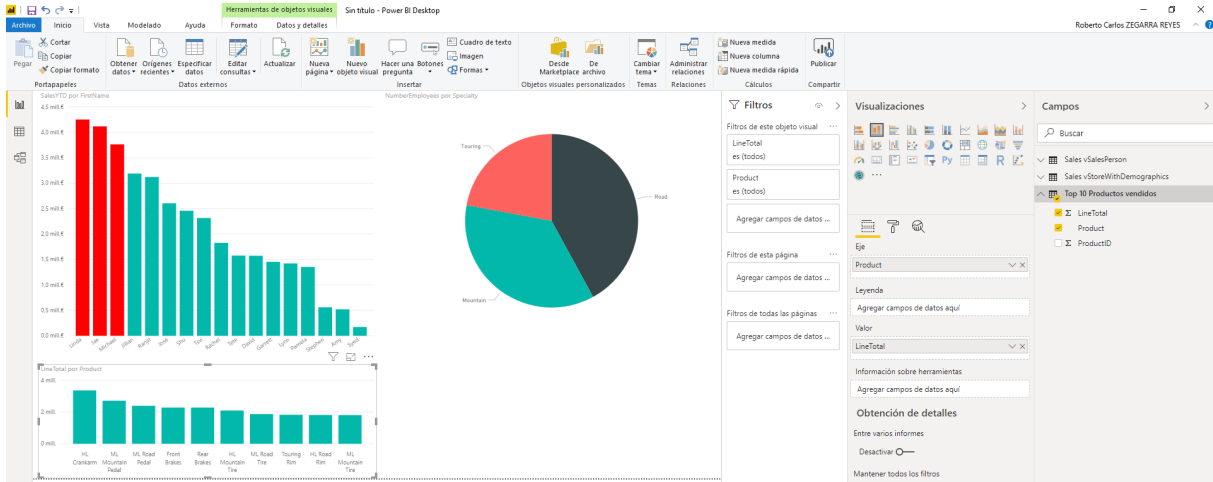 Herramientas de objetos visuales
Sin título - Power BI Desktop
Archivo Inicio Vista Modelado Ayuda Formato Datos y detalles
Roberto Carlos ZEGARRA REYES
Pegar
Cortar
Copiar
Copiar formato
Portapapeles
Obtener datos
Orígenes recientes
Especificar datos
Datos externos
Editar consultas
Actualizar
Nueva página
Nuevo objeto visual
Hacer una pregunta
Botones
Cuadro de texto
Imagen
Formas
Insertar
Desde Marketplace
De archivo
Objetos visuales personalizados
Cambiar tema
Temas
Administrar relaciones
Relaciones
Nueva medida
Nueva columna
Nueva medida rápida
Cálculos
Publicar
Compartir
SalesYTD por FirstName
4,5 mill.€
4,0 mill.€
3,5 mill.€
3,0 mill.€
2,5 mill.€
2,0 mill.€
1,5 mill.€
1,0 mill.€
0,5 mill.€
0,0 mill.€
Linda Jae Michael Jillian Ranjit José Shu Tsvi Rachel Tete David Garrett Lynn Pamela Stephen Amy Syed
NumberEmployees por Specialty
Touring
Road
Mountain
LineTotal por Product
4 mill.
2 mill.
0 mill.
HL Crankarm
ML Mountain Pedal
ML Road Pedal
Front Brakes
Rear Brakes
HL Mountain Tire
ML Road Tire
Touring Rim
HL Road Rim
ML Mountain Tire
Filtros
Filtros de este objeto visual
LineTotal
es (todos)
Product
es (todos)
Agregar campos de datos ...
Filtros de esta página
Agregar campos de datos ...
Filtros de todas las páginas
Agregar campos de datos ...
Visualizaciones
R
Py
Eje
Product
Leyenda
Agregar campos de datos aquí
Valor
LineTotal
Información sobre herramientas
Agregar campos de datos aquí
Obtención de detalles
Entre varios informes
Desactivar
Mantener todos los filtros
Campos
Buscar
Sales vSalesPerson
Sales vStoreWithDemographics
Top 10 Productos vendidos
Σ LineTotal
Product
Σ ProductID